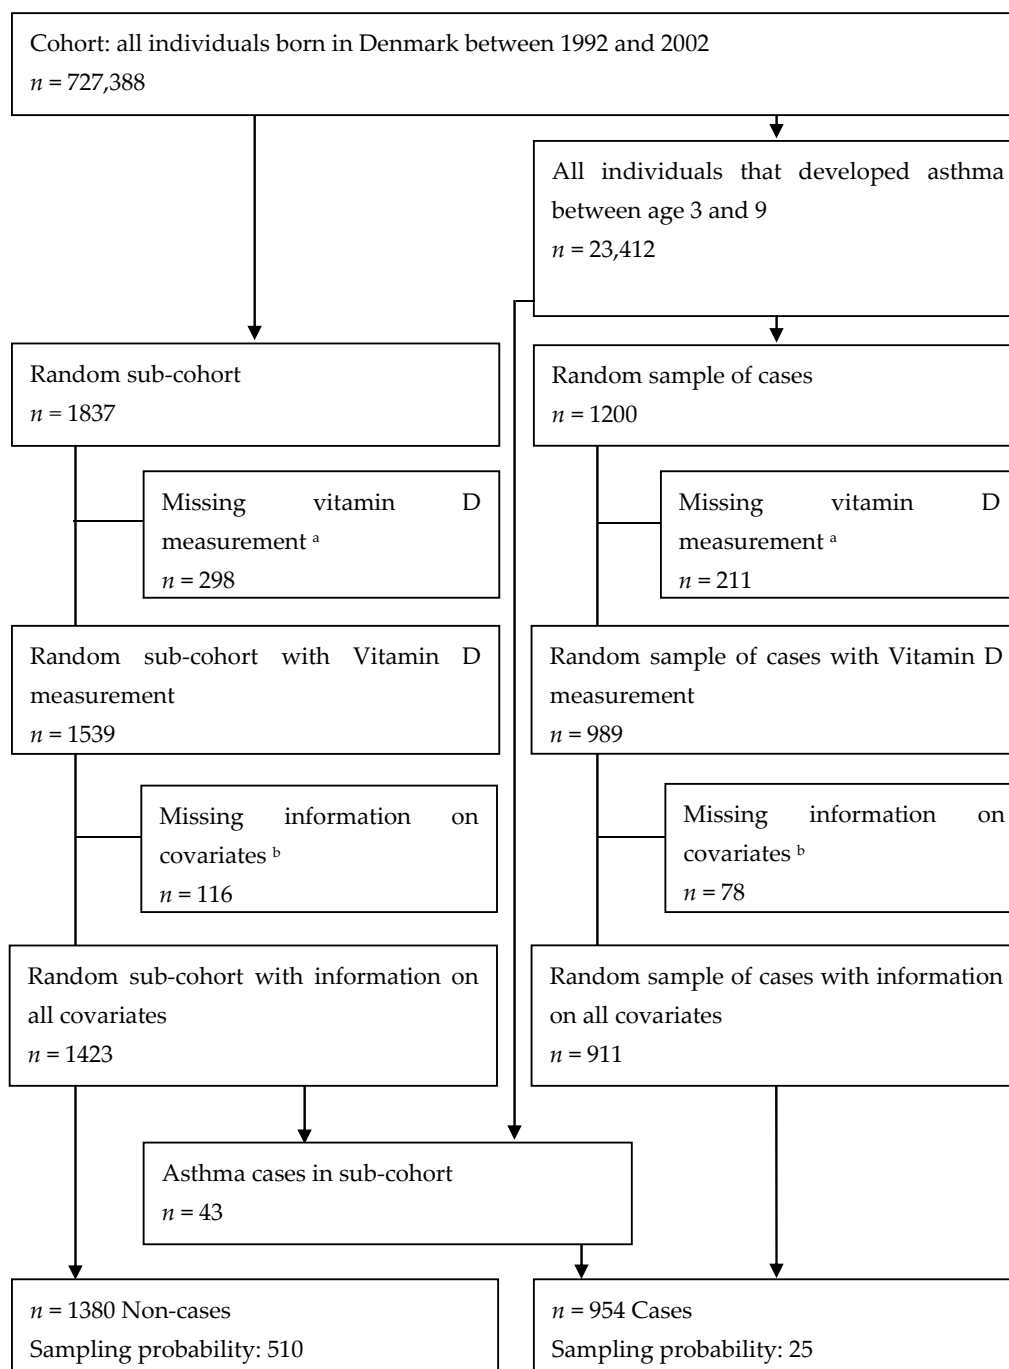 Cohort: all individuals born in Denmark between 1992 and 2002
n = 727,388
All individuals that developed asthma
between age 3 and 9
n = 23,412
Random sub-cohort
n = 1837
Random sample of cases
n = 1200
Missing vitamin D
measurement a
n = 298
Missing vitamin D
measurement a
n = 211
Random sub-cohort with Vitamin D
measurement
n = 1539
Random sample of cases with Vitamin D
measurement
n = 989
Missing information on
covariates b
n = 116
Missing information on
covariates b
n = 78
Random sub-cohort with information on
all covariates
n = 1423
Random sample of cases with information
on all covariates
n = 911
Asthma cases in sub-cohort
n = 43
n = 1380 Non-cases
Sampling probability: 510
n = 954 Cases
Sampling probability: 25